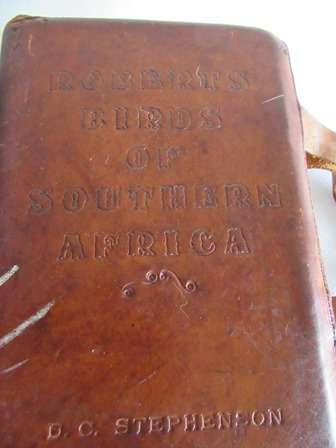 ROBERTS
BIRDS
OF
SOUTHERN
AFRICA
D. C. STEPHENSON